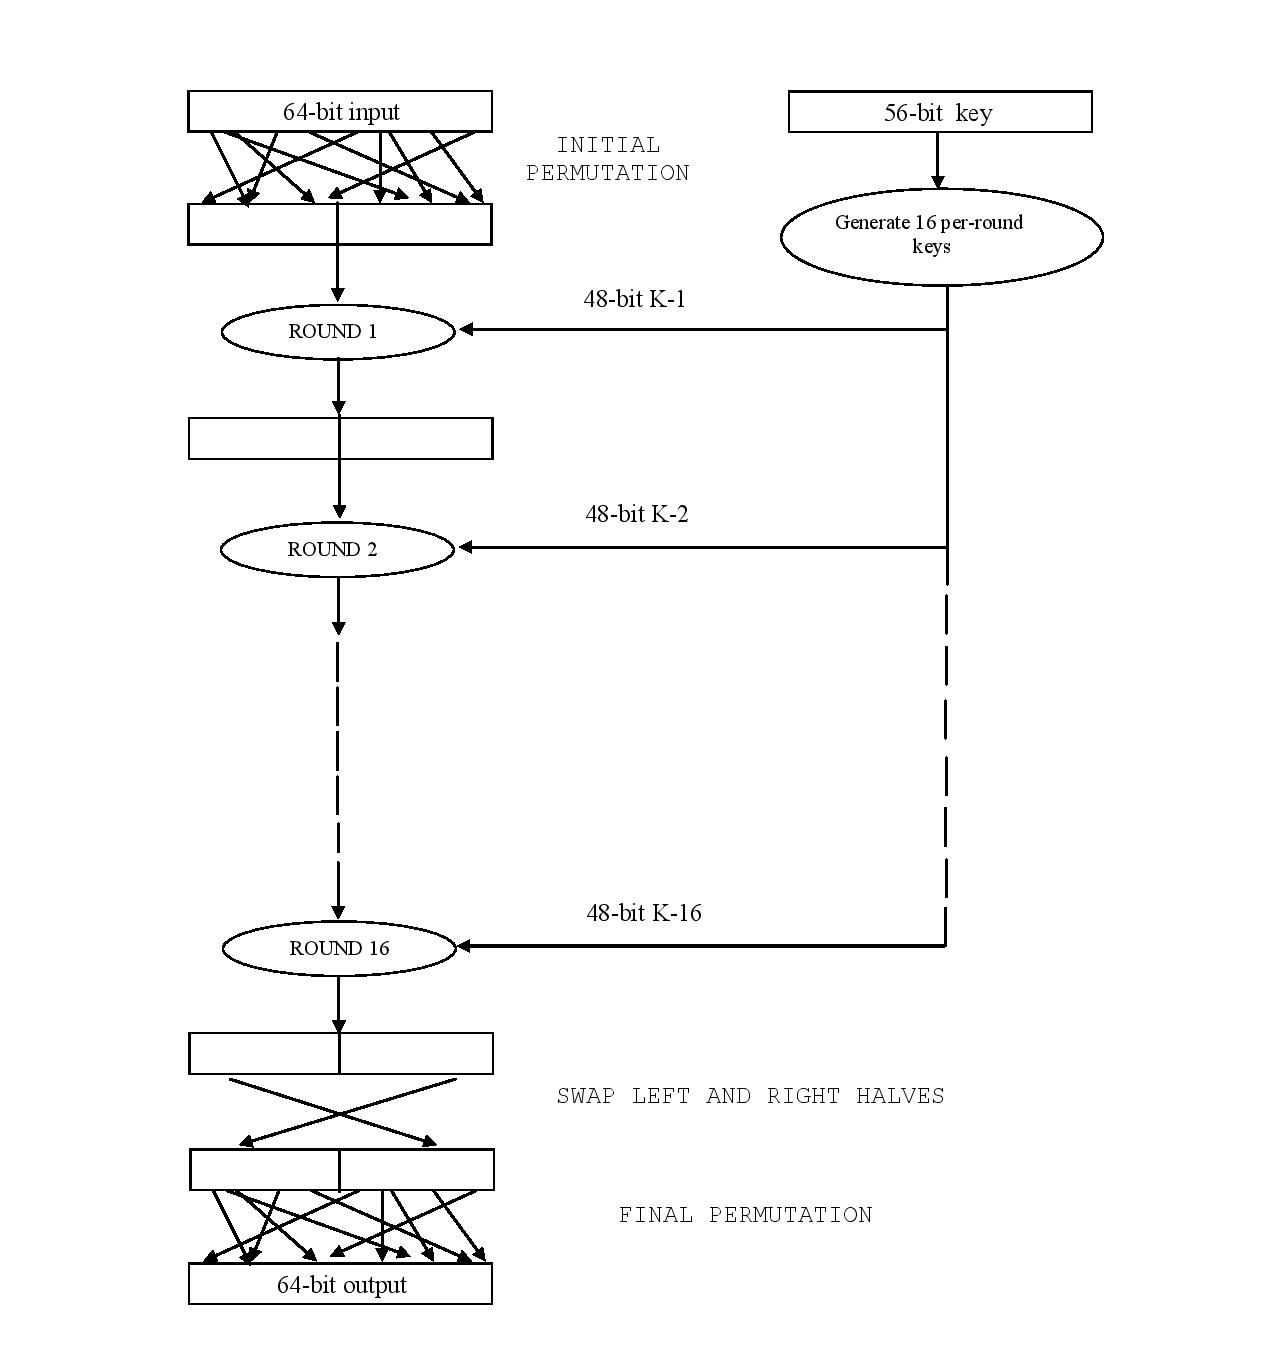 64-bit input
56-bit key
INITIAL
PERMUTATION
Generate 16 per-round
keys
48-bit K-1
ROUND 1
48-bit K-2
ROUND 2
48-bit K-16
ROUND 16
SWAP LEFT AND RIGHT HALVES
FINAL PERMUTATION
64-bit output